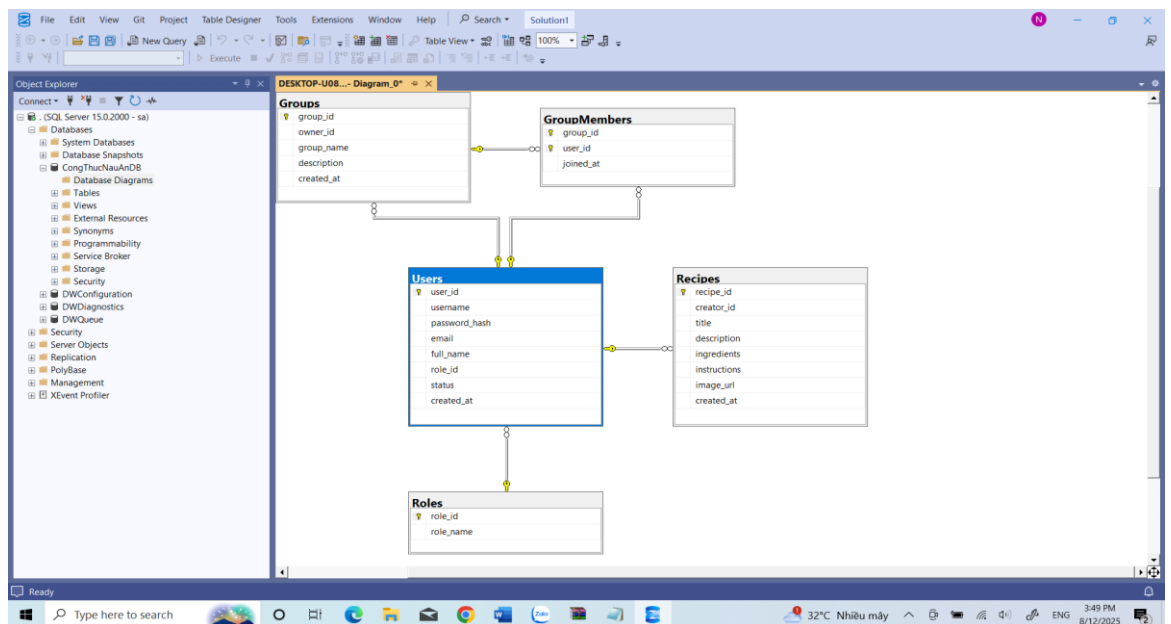 File Edit View Git Project Table Designer Tools Extensions Window Help Search Solution1 N
New Query Table View 100%
Execute
Object Explorer
Connect
. (SQL Server 15.0.2000 - sa)
Databases
System Databases
Database Snapshots
CongThucNauAnDB
Database Diagrams
Tables
Views
External Resources
Synonyms
Programmability
Service Broker
Storage
Security
DWConfiguration
DWDiagnostics
DWQueue
Security
Server Objects
Replication
PolyBase
Management
XEvent Profiler
DESKTOP-U08...- Diagram_0*
Groups
group_id
owner_id
group_name
description
created_at
GroupMembers
group_id
user_id
joined_at
Users
user_id
username
password_hash
email
full_name
role_id
status
created_at
Recipes
recipe_id
creator_id
title
description
ingredients
instructions
image_url
created_at
Roles
role_id
role_name
Ready
Type here to search
Zalo
32°C Nhiều mây
ENG
3:49 PM
8/12/2025
2